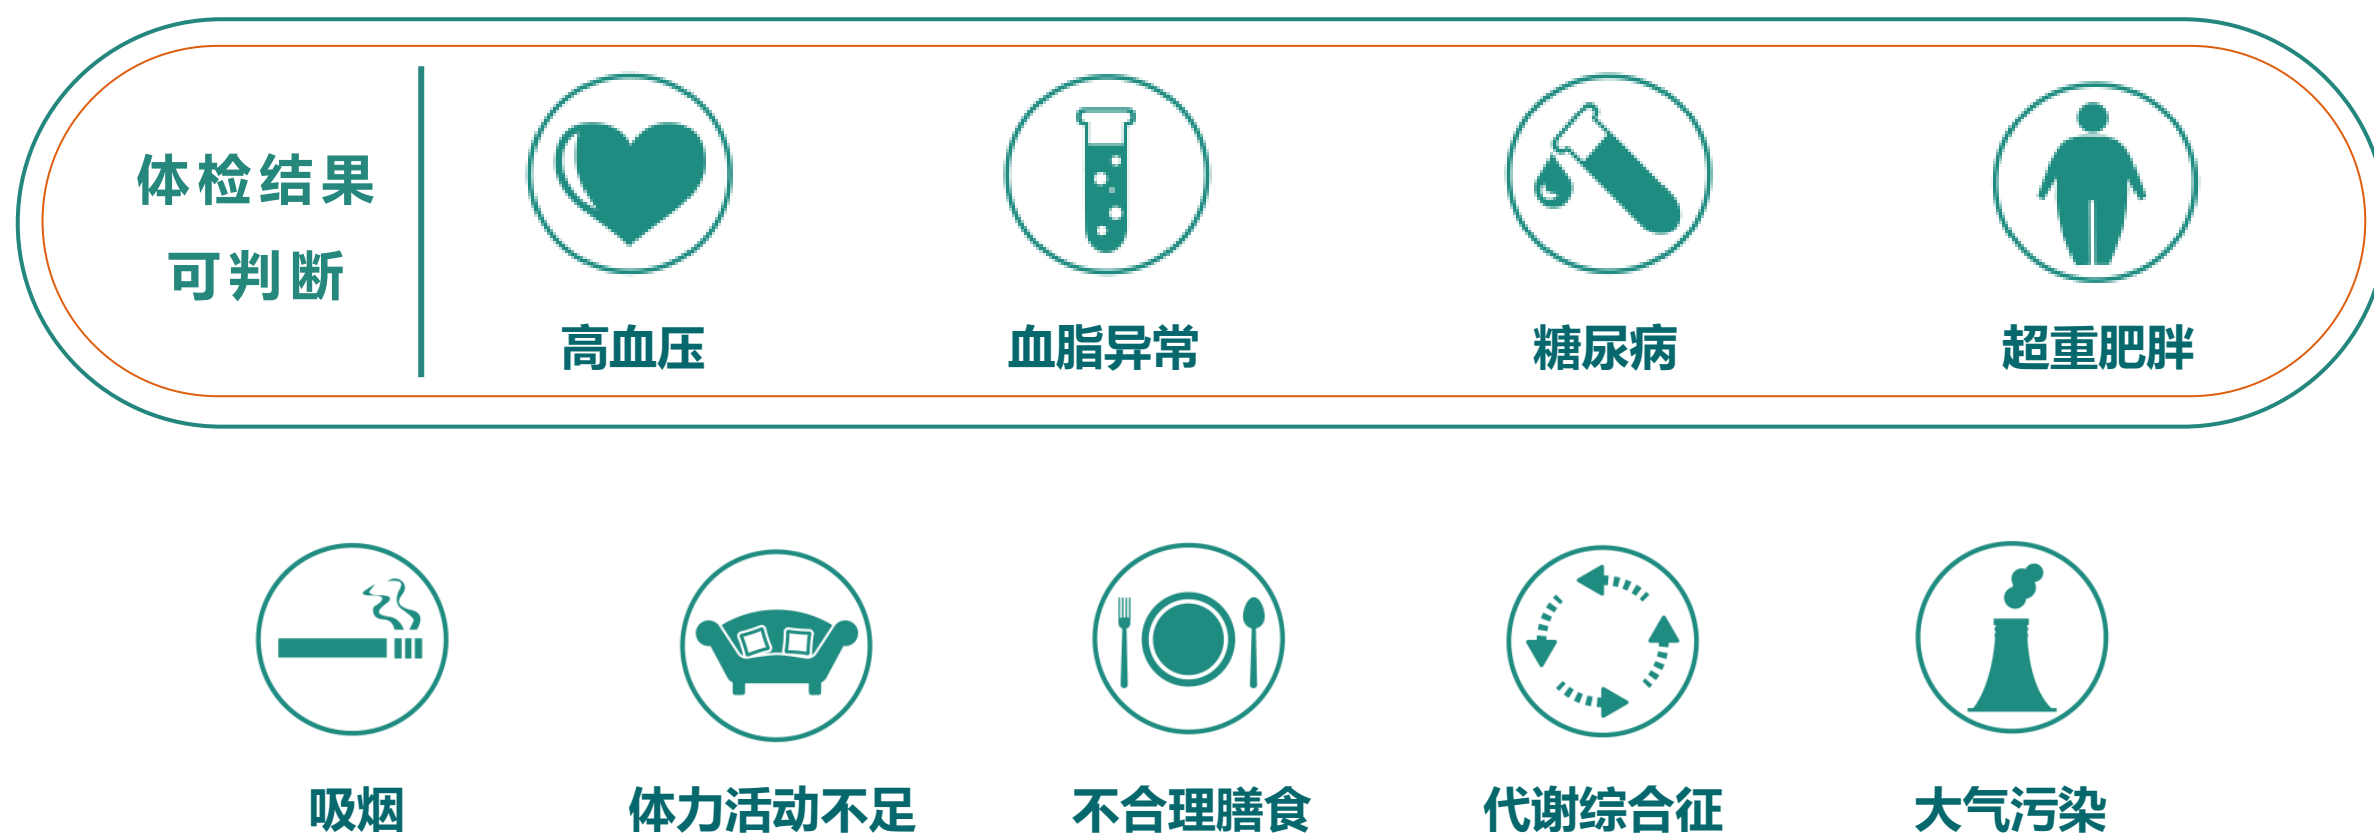 体检结果
可判断
高血压 血脂异常 糖尿病 超重肥胖
吸烟 体力活动不足 不合理膳食 代谢综合征 大气污染